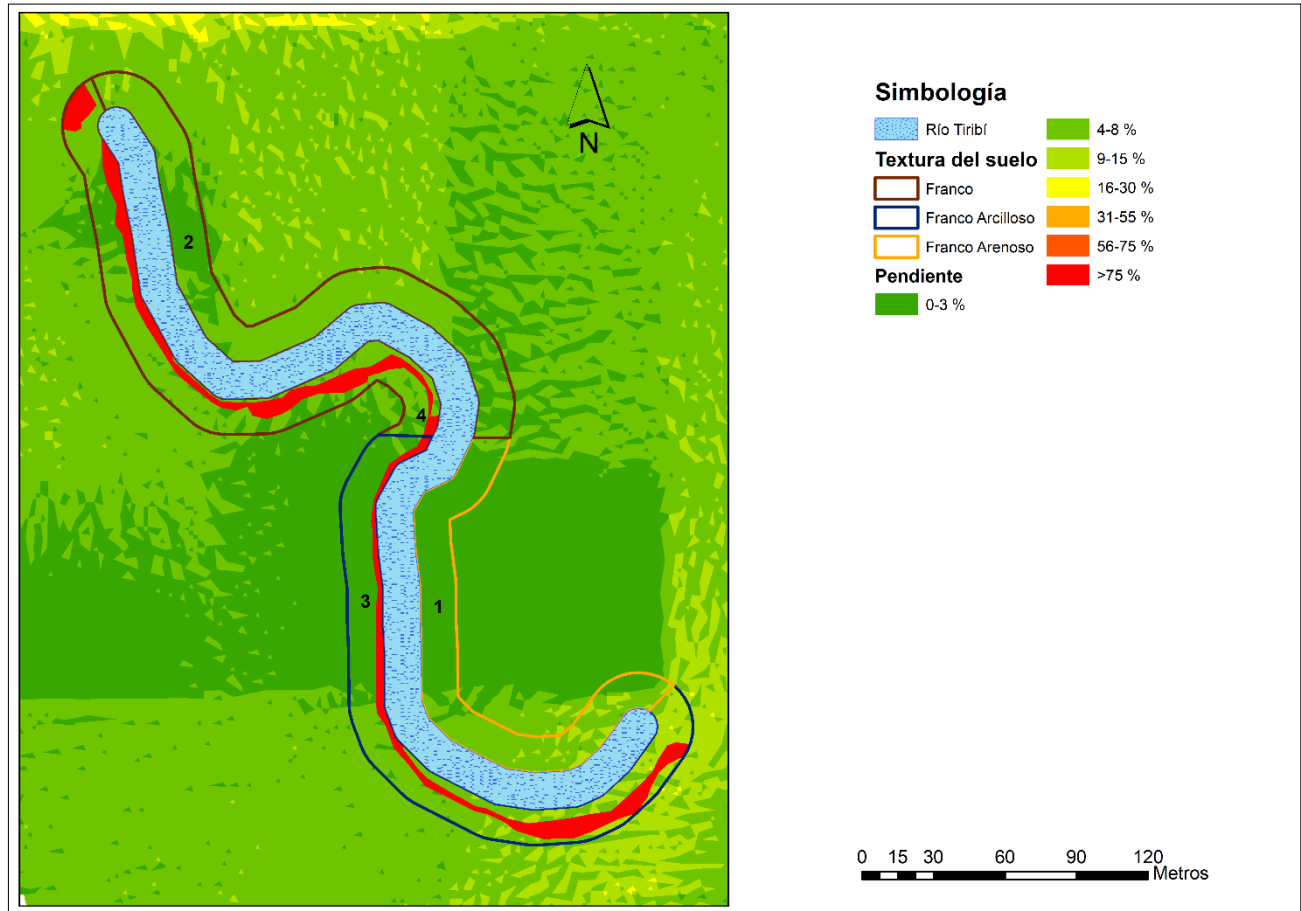 N
2
4
3
1
Simbología
Río Tiribí
Textura del suelo
Franco
Franco Arcilloso
Franco Arenoso
Pendiente
0-3 %
4-8 %
9-15 %
16-30 %
31-55 %
56-75 %
>75 %
0 15 30 60 90 120
Metros